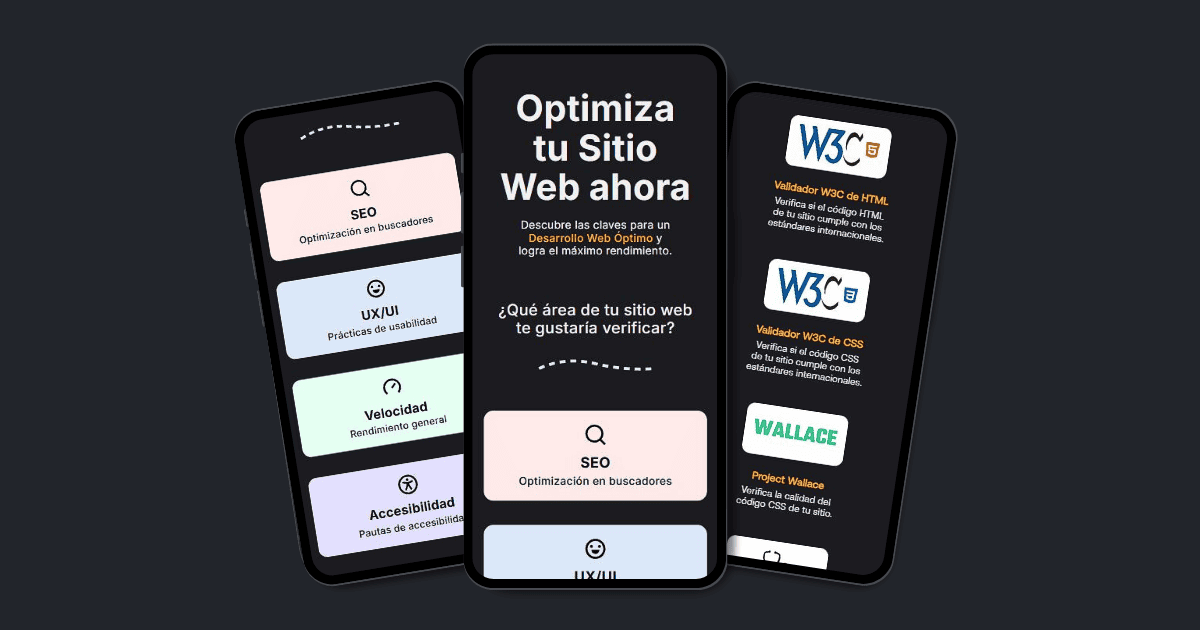 SEO
Optimización en buscadores
UX/UI
Prácticas de usabilidad
Velocidad
Rendimiento general
Accesibilidad
Pautas de accesibilida
Optimiza
tu Sitio
Web ahora
Descubre las claves para un
Desarrollo Web Óptimo y
logra el máximo rendimiento.
¿Qué área de tu sitio web
te gustaría verificar?
SEO
Optimización en buscadores
UX/UI
W3C 5
Validador W3C de HTML
Verifica si el código HTML
de tu sitio cumple con los
estándares internacionales.
W3C 3
Validador W3C de CSS
Verifica si el código CSS
de tu sitio cumple con los
estándares internacionales.
WALLACE
Project Wallace
Verifica la calidad del
código CSS de tu sitio.